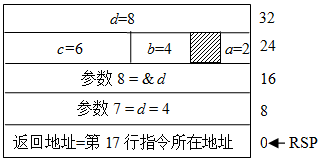 d=8 32
c=6 b=4 a=2 24
参数 8 = &d 16
参数 7 = d = 4 8
返回地址=第 17 行指令所在地址 0 RSP